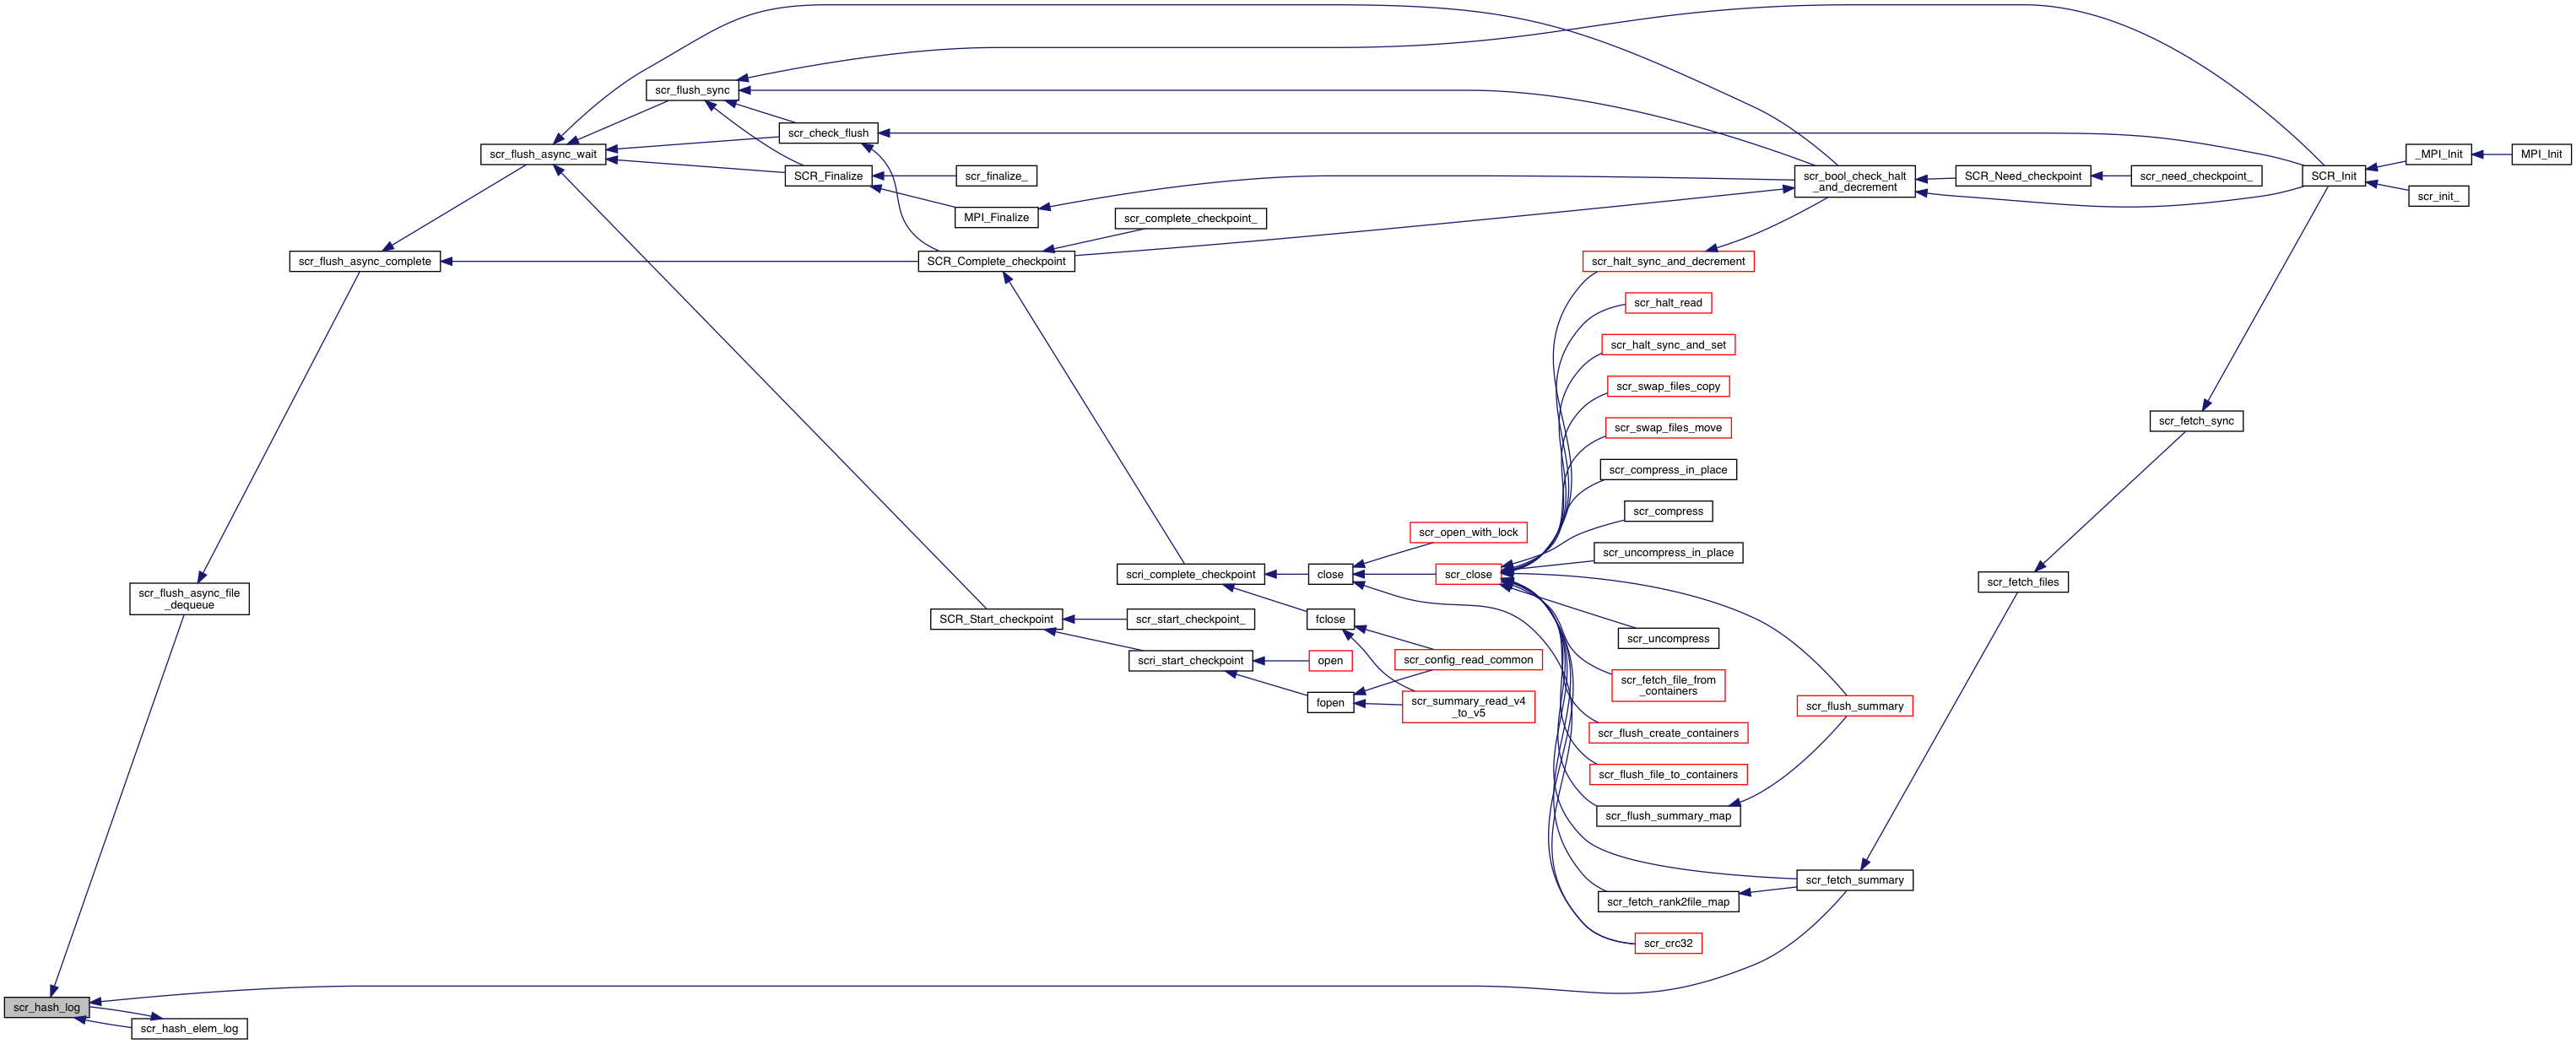 scr_flush_sync
scr_check_flush
scr_flush_async_wait
SCR_Finalize
scr_finalize_
MPI_Finalize
scr_complete_checkpoint_
scr_flush_async_complete
SCR_Complete_checkpoint
scr_bool_check_halt
_and_decrement
SCR_Need_checkpoint
scr_need_checkpoint_
SCR_Init
_MPI_Init
MPI_Init
scr_init_
scr_halt_sync_and_decrement
scr_halt_read
scr_halt_sync_and_set
scr_swap_files_copy
scr_swap_files_move
scr_compress_in_place
scr_compress
scr_uncompress_in_place
scr_fetch_sync
scr_fetch_files
scr_open_with_lock
scri_complete_checkpoint
close
scr_close
scr_flush_async_file
_dequeue
SCR_Start_checkpoint
scr_start_checkpoint_
fclose
scr_uncompress
scri_start_checkpoint
open
scr_config_read_common
fopen
scr_summary_read_v4
_to_v5
scr_fetch_file_from
_containers
scr_flush_summary
scr_flush_create_containers
scr_flush_file_to_containers
scr_flush_summary_map
scr_fetch_summary
scr_fetch_rank2file_map
scr_crc32
scr_hash_log
scr_hash_elem_log